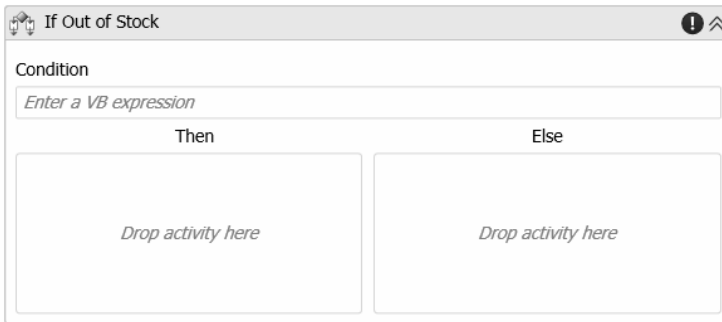 If Out of Stock
Condition
Enter a VB expression
Then Else
Drop activity here Drop activity here